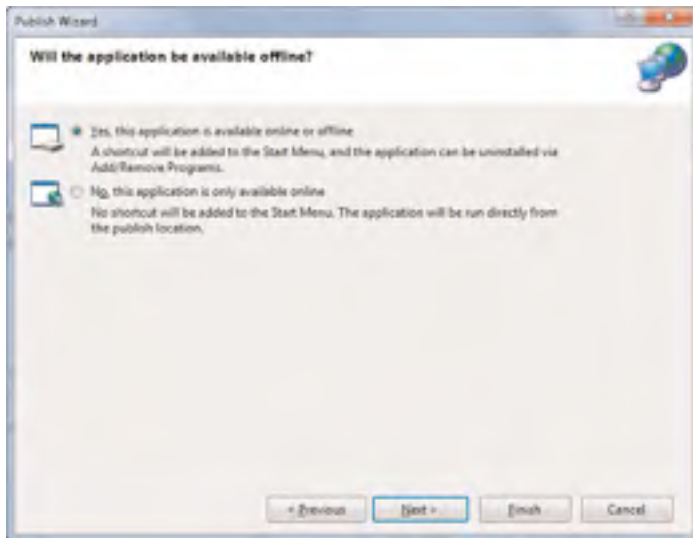 Publish Wizard
Will the application be available offline?
Yes, this application is available online or offline
A shortcut will be added to the Start Menu, and the application can be uninstalled via
Add/Remove Programs.
No, this application is only available online
No shortcut will be added to the Start Menu. The application will be run directly from
the publish location.
< Previous
Next >
Finish
Cancel